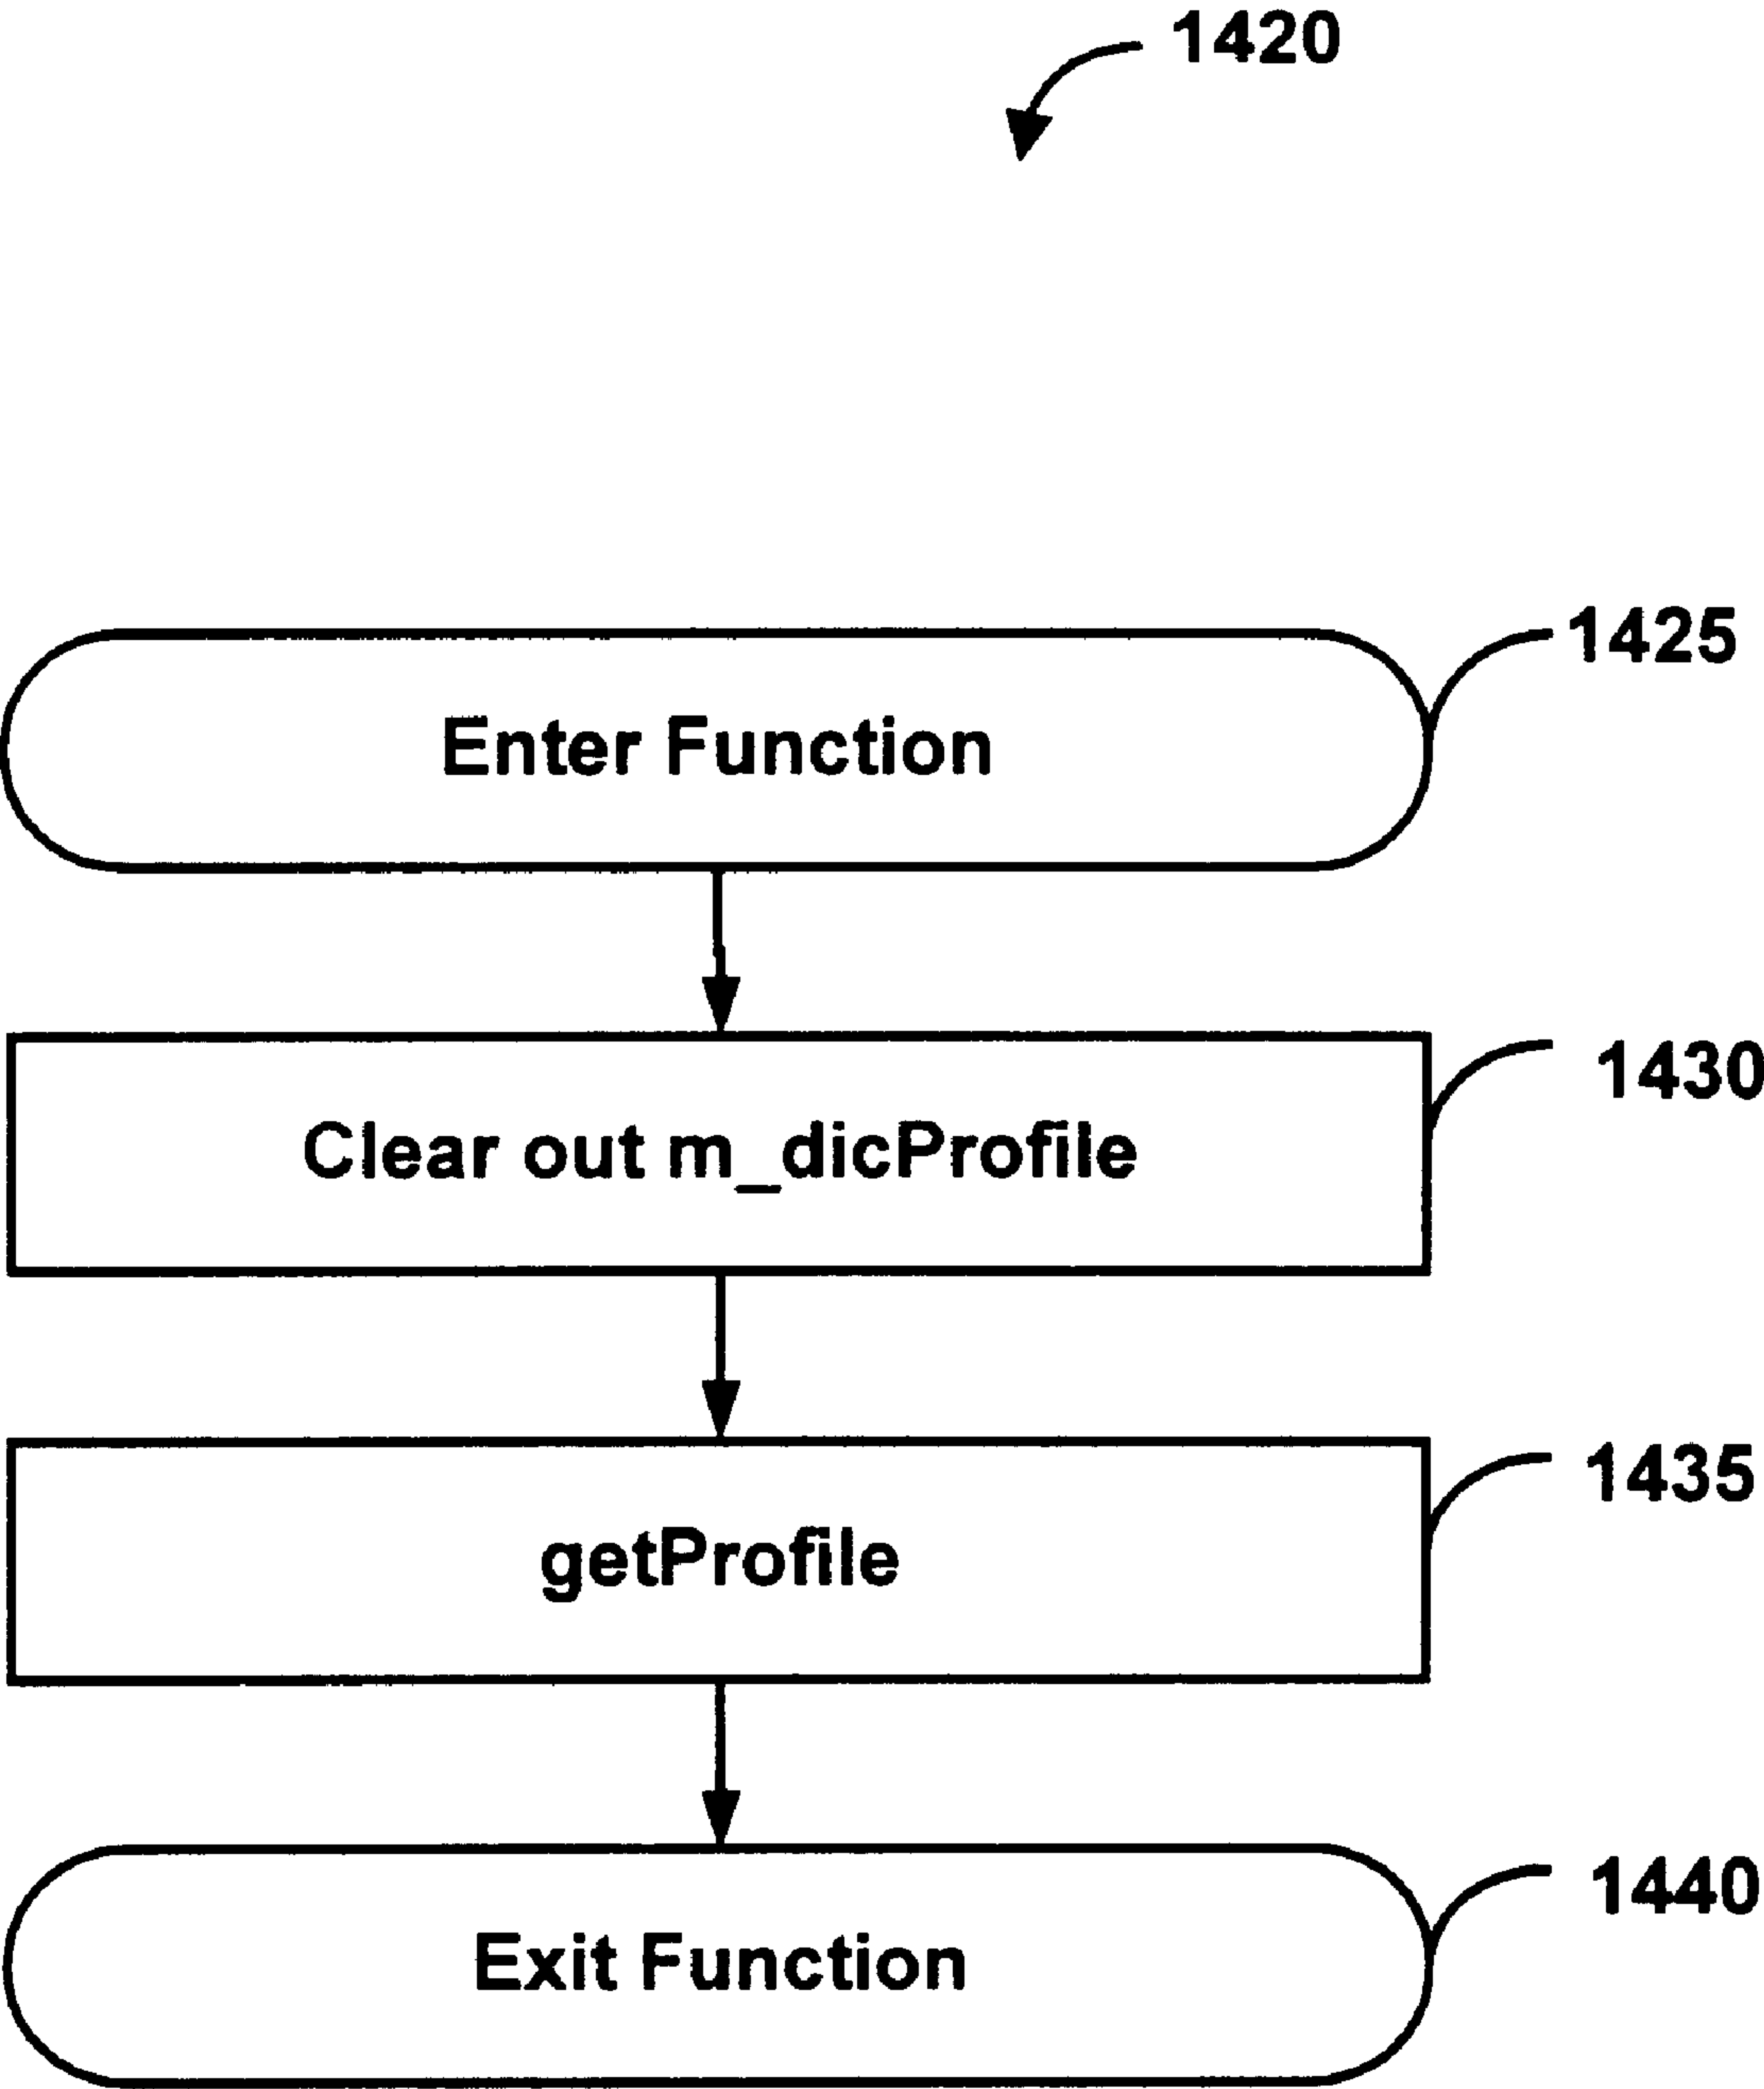 1420
1425
Enter Function
1430
Clear out m_dicProfile
1435
getProfile
1440
Exit Function